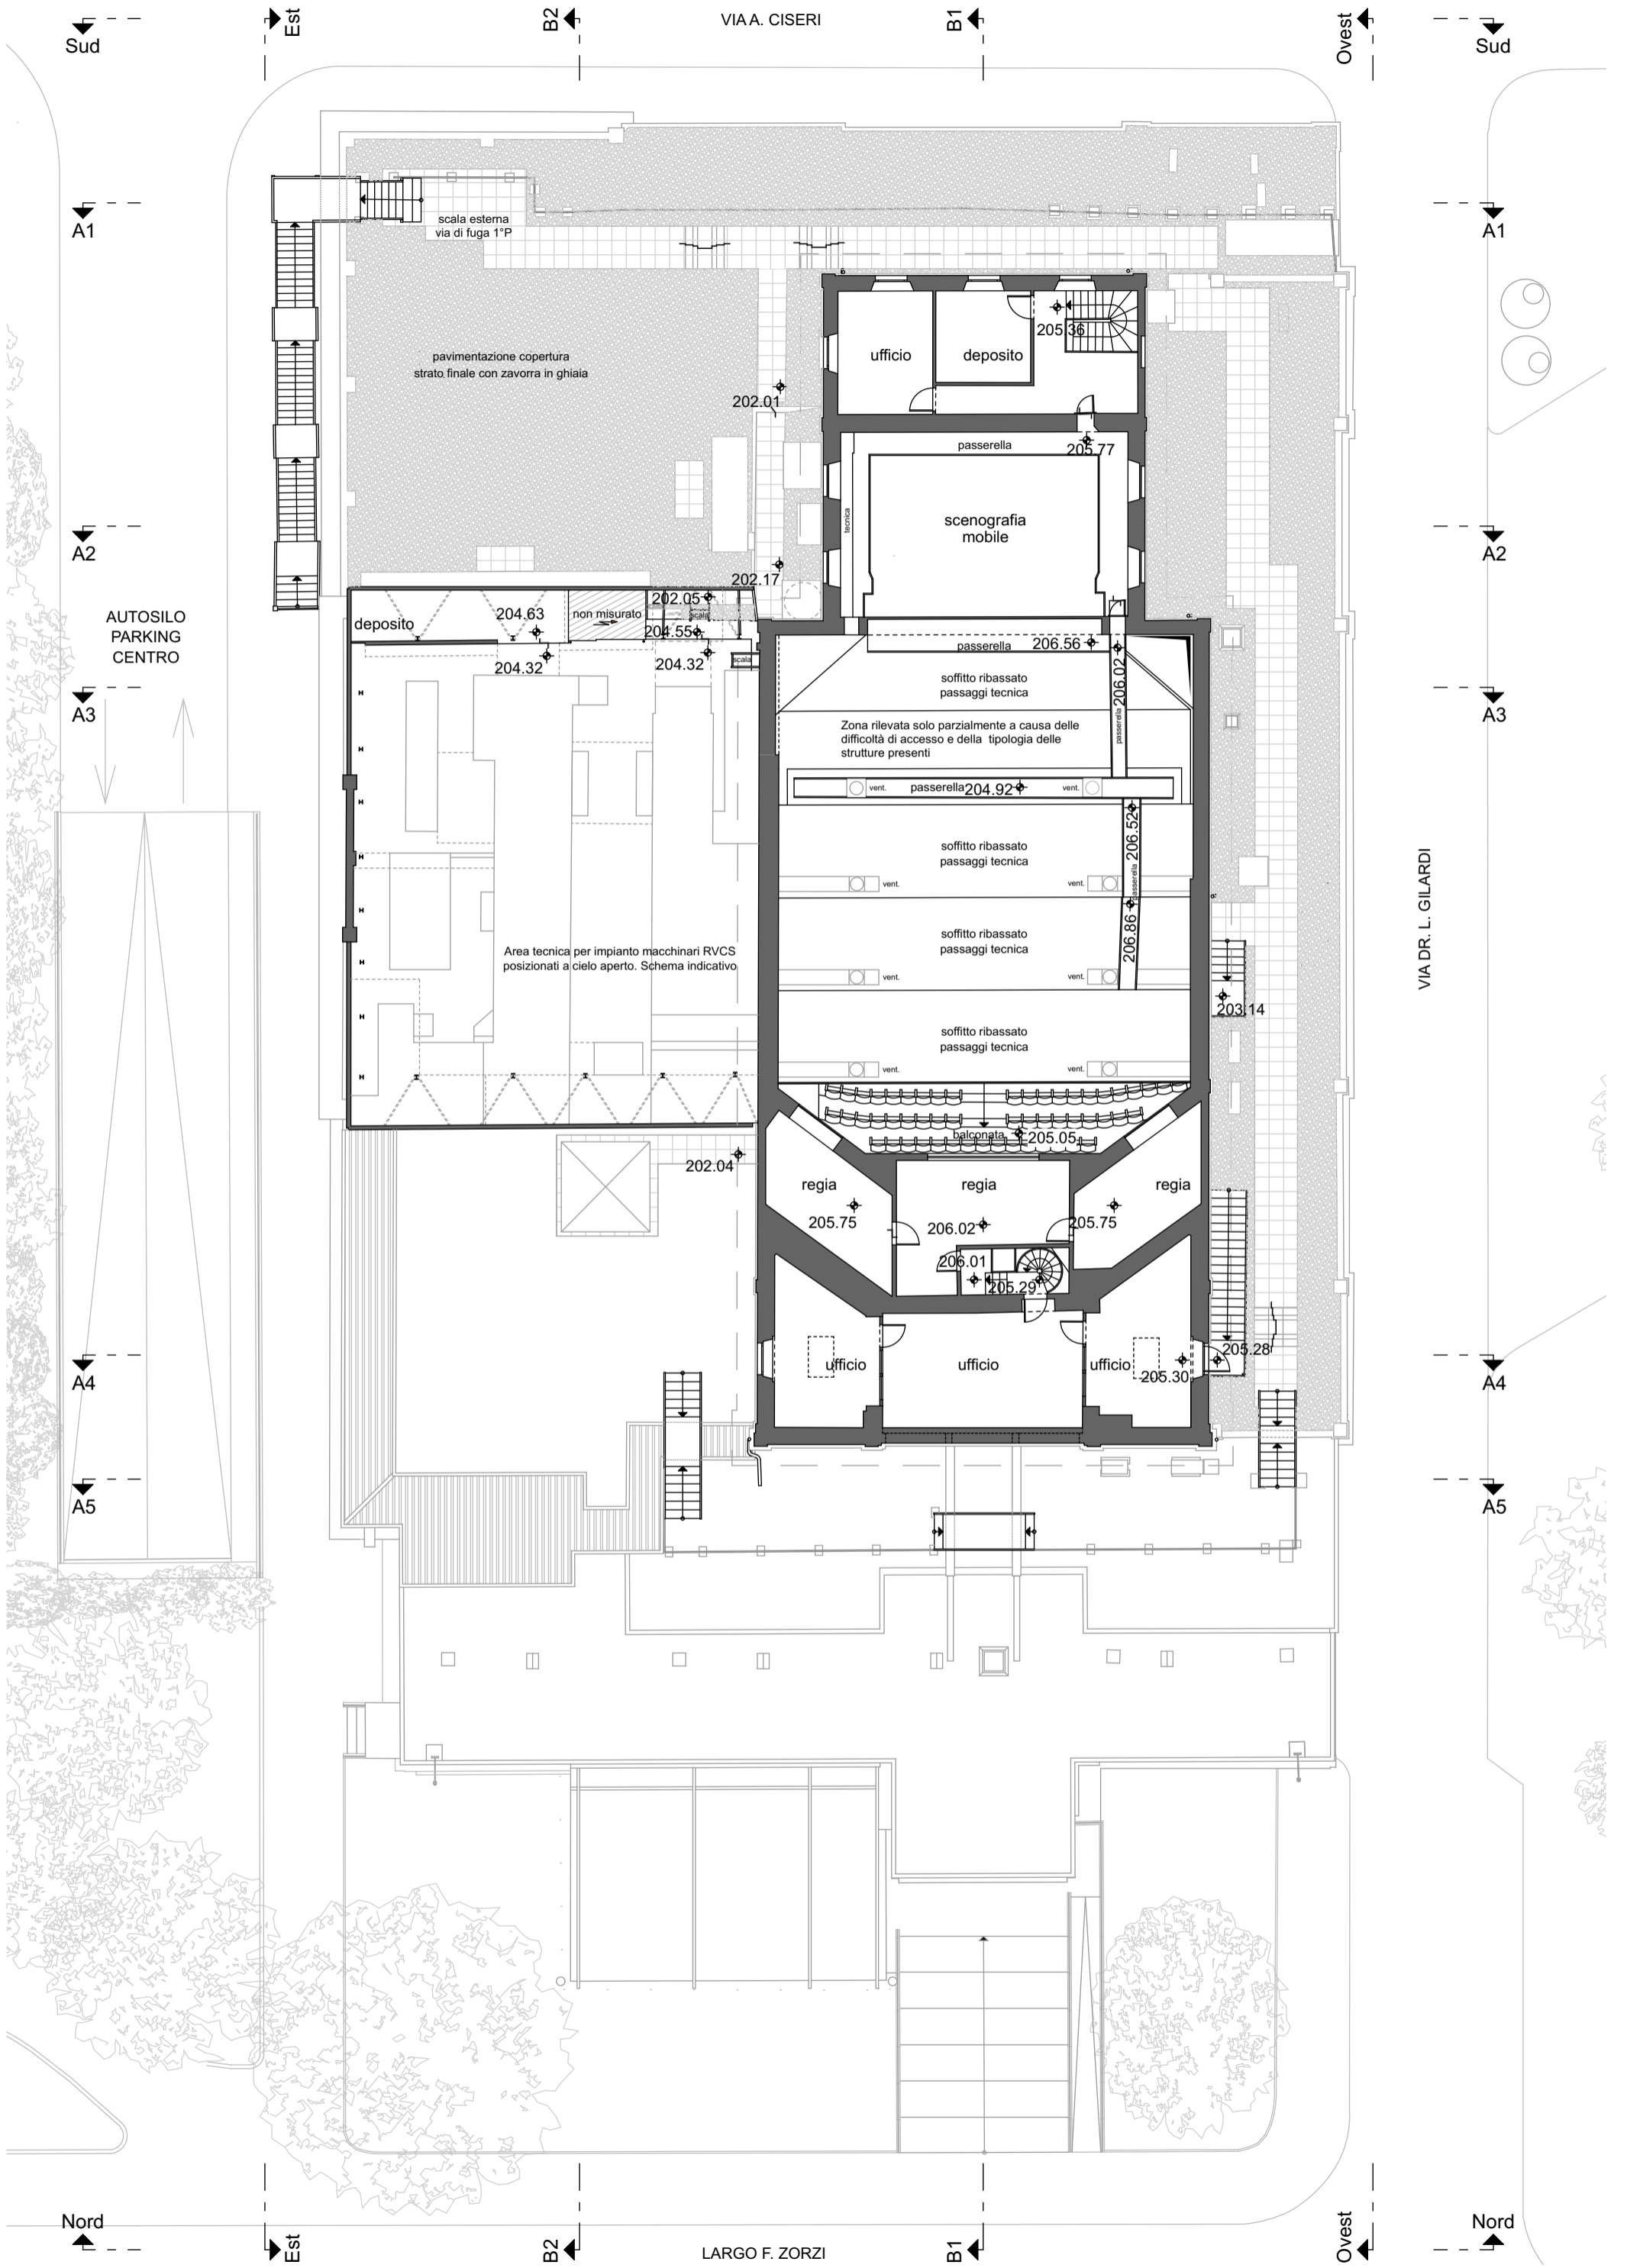 Sud
Est
B2
VIA A. CISERI
B1
Ovest
Sud
A1
scala esterna
via di fuga 1°P
A1
205.36
ufficio
deposito
pavimentazione copertura
strato finale con zavorra in ghiaia
202.01
passerella
205.77
tecnica
scenografia
mobile
A2
A2
202.17
202.05
AUTOSILO
PARKING
CENTRO
deposito
204.63
non misurato
scala
204.55
204.32
204.32
scala
passerella
206.56
206.02
passerella
soffitto ribassato
passaggi tecnica
A3
A3
Zona rilevata solo parzialmente a causa delle
difficoltà di accesso e della tipologia delle
strutture presenti
vent.
passerella
204.92
vent.
206.52
passerella
soffitto ribassato
passaggi tecnica
vent.
vent.
VIA DR. L. GILARDI
206.86
soffitto ribassato
passaggi tecnica
Area tecnica per impianto macchinari RVCS
posizionati a cielo aperto. Schema indicativo
vent.
vent.
203.14
soffitto ribassato
passaggi tecnica
vent.
vent.
balconata
205.05
202.04
regia
regia
regia
205.75
206.02
205.75
206.01
205.29
205.28
ufficio
ufficio
ufficio
205.30
A4
A4
A5
A5
Nord
Est
B2
LARGO F. ZORZI
B1
Ovest
Nord